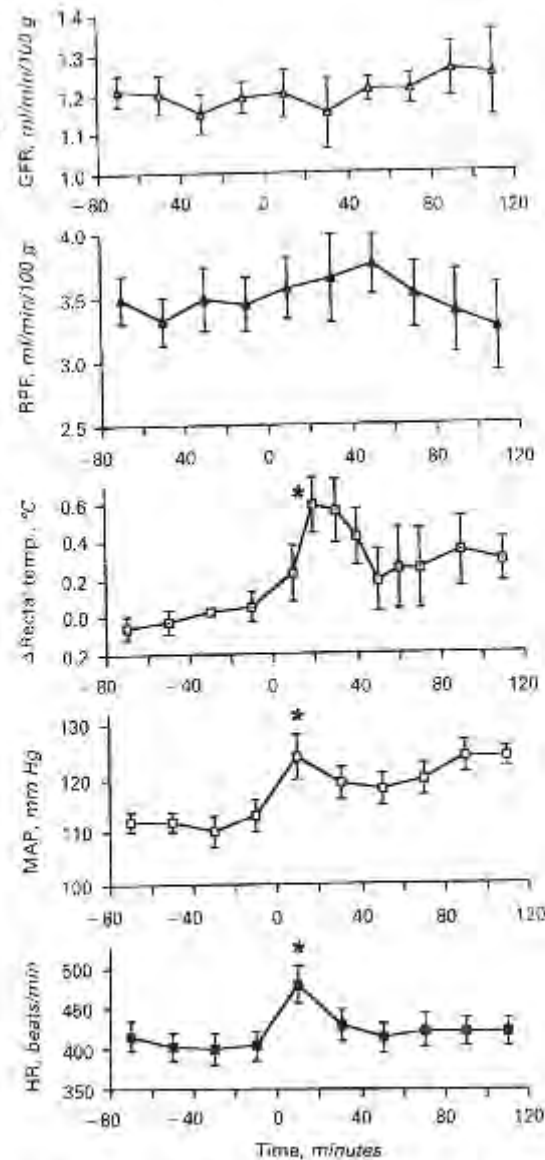 GFR, ml/min/100 g
1.4
1.3
1.2
1.1
1.0
−80 −40 0 40 80 120
RPF, ml/min/100 g
4.0
3.5
3.0
2.5
−80 40 0 40 80 120
Δ Rectal temp., °C
*
0.6
0.4
0.2
0.0
0.2
−80 −40 0 40 80 120
MAP, mm Hg
*
130
120
110
100
−80 −40 0 40 80 120
HR, beats/min
*
500
450
400
350
−80 −40 0 40 80 120
Time, minutes